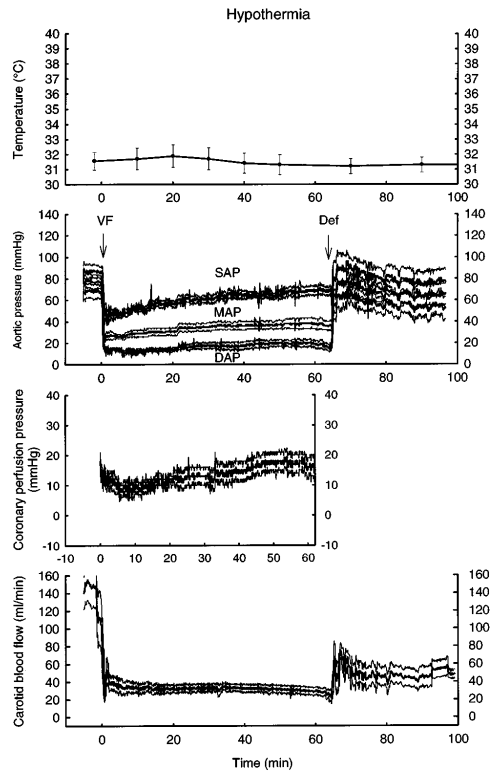 Hypothermia
Temperature (°C)
40 40
39 39
38 38
37 37
36 36
35 35
34 34
33 33
32 32
31 31
30 30
0 20 40 60 80 100
Aortic pressure (mmHg)
140 140
120 120
100 100
80 80
60 60
40 40
20 20
0 0
VF Def
SAP
MAP
DAP
0 20 40 60 80 100
Coronary perfusion pressure
(mmHg)
40 40
30 30
20 20
10 10
0 0
-10 -10
-10 0 10 20 30 40 50 60
Carotid blood flow (ml/min)
160 160
140 140
120 120
100 100
80 80
60 60
40 40
20 20
0 0
0 20 40 60 80 100
Time (min)